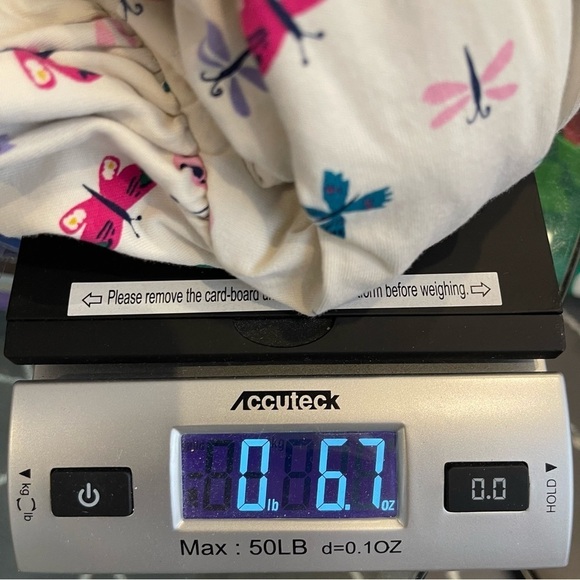 Please remove the card-board before weighing.
Accuteck
0 lb 6.7 oz
kg lb
0.0
HOLD
Max : 50LB d=0.1OZ